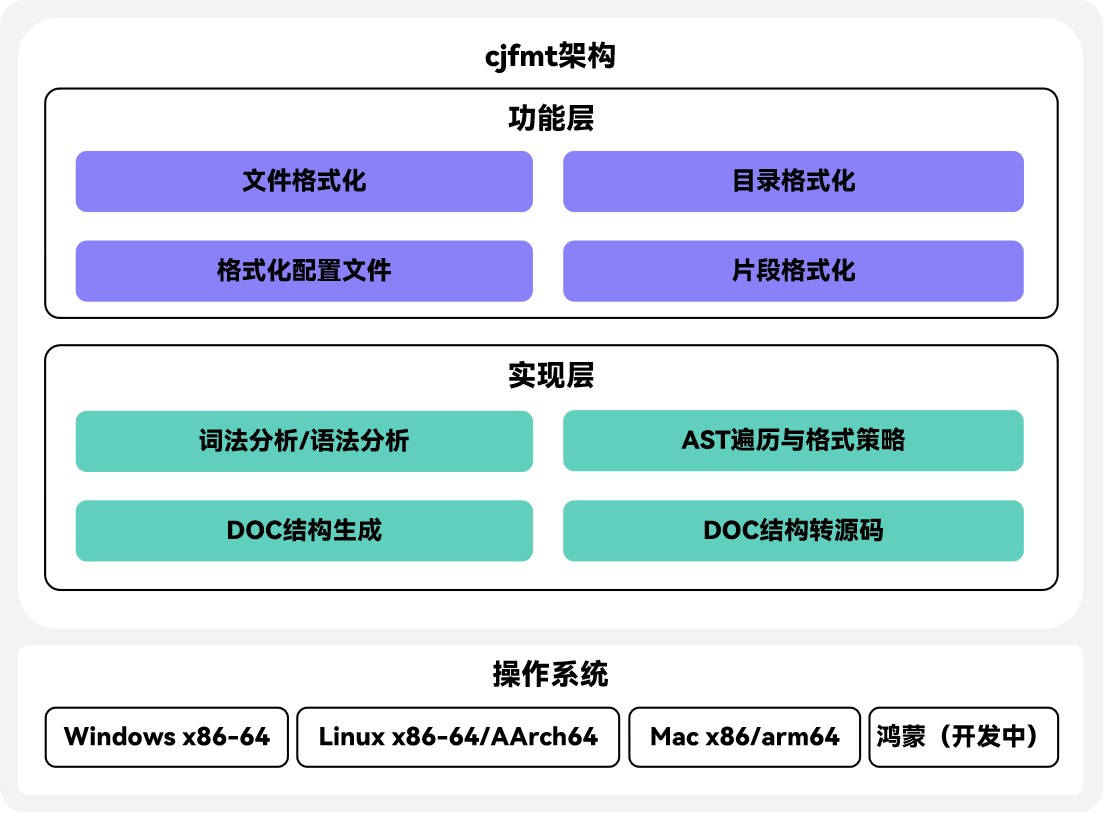 cjfmt架构
功能层
文件格式化
目录格式化
格式化配置文件
片段格式化
实现层
词法分析/语法分析
AST遍历与格式策略
DOC结构生成
DOC结构转源码
操作系统
Windows x86-64
Linux x86-64/AArch64
Mac x86/arm64
鸿蒙（开发中）